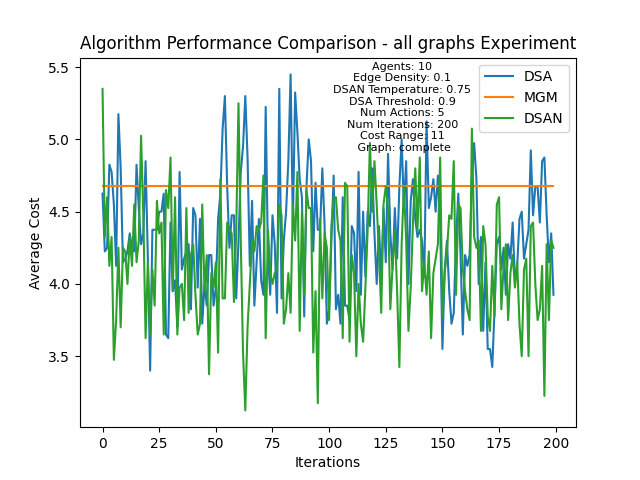 Algorithm Performance Comparison - all graphs Experiment
Agents: 10
Edge Density: 0.1
DSAN Temperature: 0.75
DSA Threshold: 0.9
Num Actions: 5
Num Iterations: 200
Cost Range: 11
Graph: complete
DSA
MGM
DSAN
Average Cost
5.5
5.0
4.5
4.0
3.5
0 25 50 75 100 125 150 175 200
Iterations